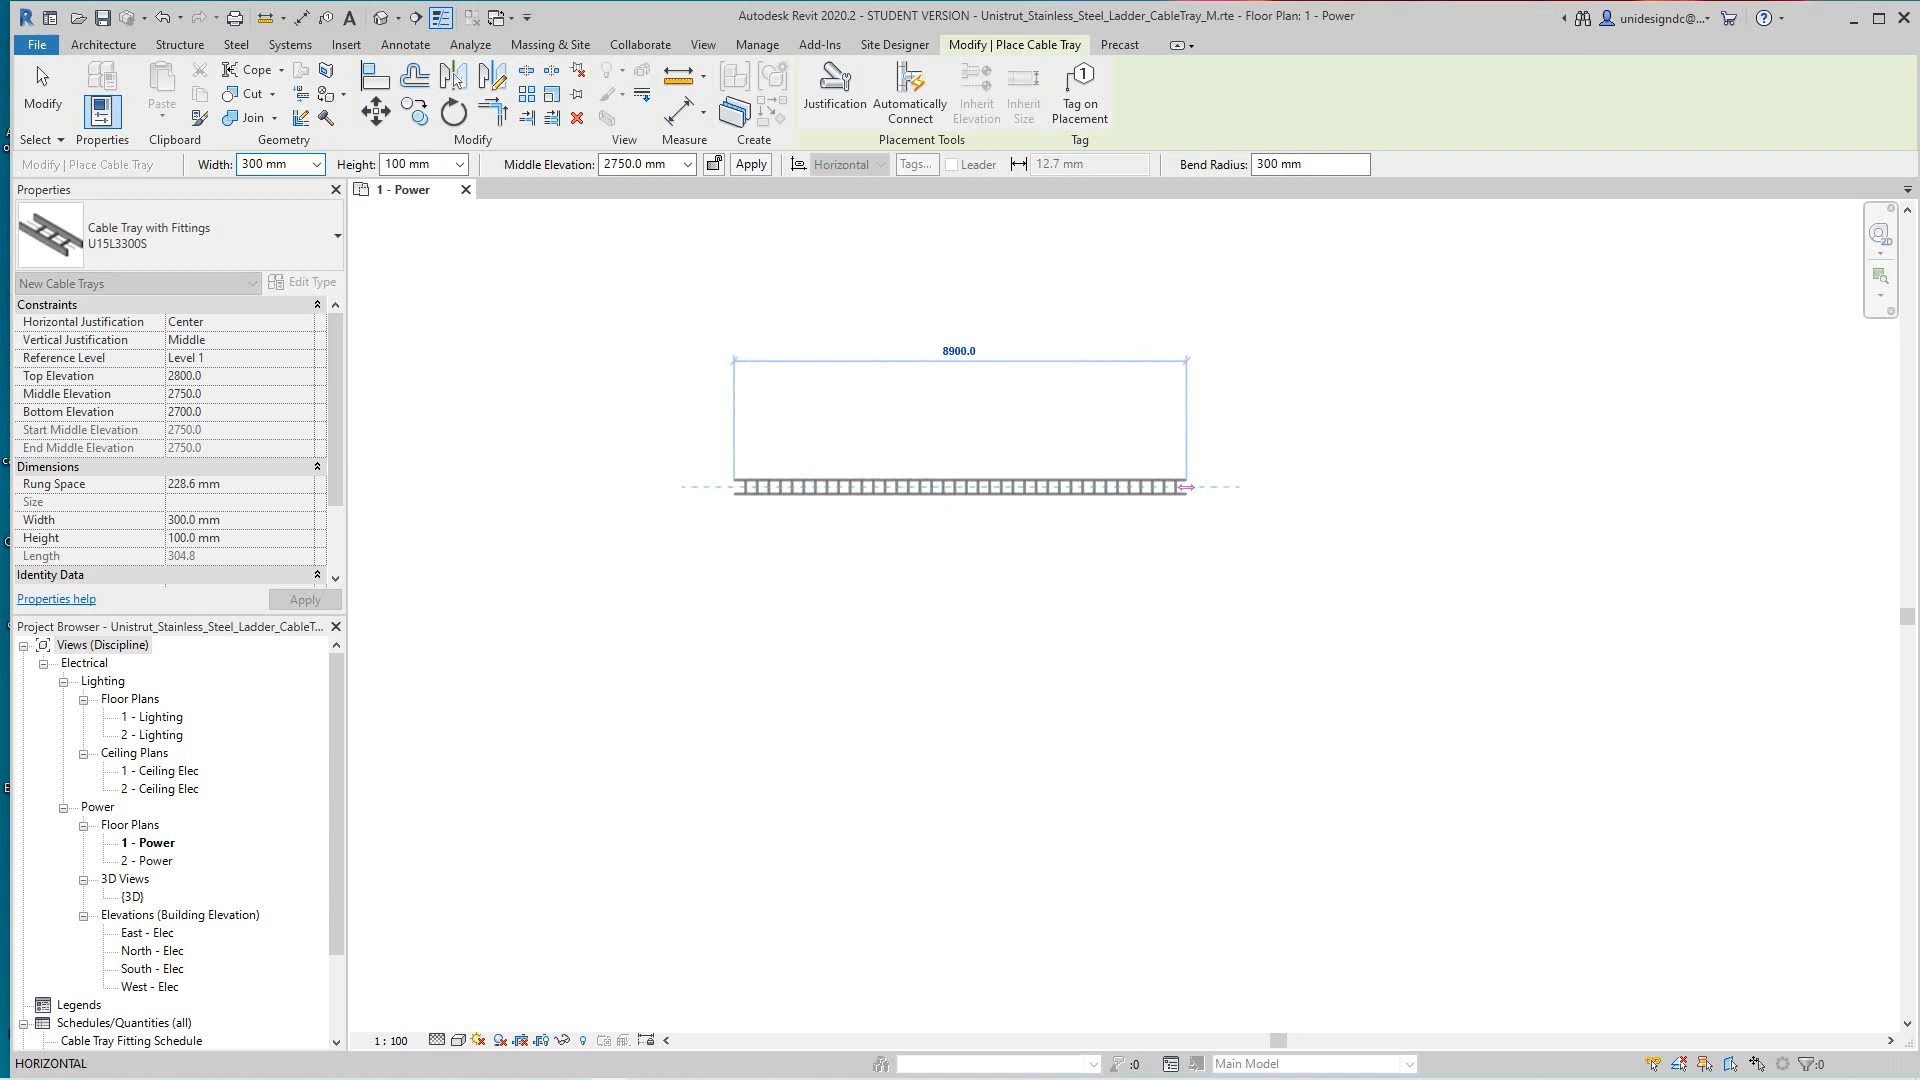 Autodesk Revit 2020.2 - STUDENT VERSION - Unistrut_Stainless_Steel_Ladder_CableTray_M.rte - Floor Plan: 1 - Power
unidesigndc@...
File Architecture Structure Steel Systems Insert Annotate Analyze Massing & Site Collaborate View Manage Add-Ins Site Designer Modify | Place Cable Tray Precast
Modify
Paste
Cope
Cut
Join
Justification
Automatically Connect
Inherit Elevation
Inherit Size
Tag on Placement
Select Properties Clipboard Geometry Modify View Measure Create Placement Tools Tag
Modify | Place Cable Tray Width: 300 mm Height: 100 mm Middle Elevation: 2750.0 mm Apply Horizontal Tags... Leader 12.7 mm Bend Radius: 300 mm
Properties
1 - Power
Cable Tray with Fittings
U15L3300S
New Cable Trays Edit Type
Constraints
Horizontal Justification Center
Vertical Justification Middle
Reference Level Level 1
Top Elevation 2800.0
Middle Elevation 2750.0
Bottom Elevation 2700.0
Start Middle Elevation 2750.0
End Middle Elevation 2750.0
Dimensions
Rung Space 228.6 mm
Size
Width 300.0 mm
Height 100.0 mm
Length 304.8
Identity Data
Properties help Apply
8900.0
Project Browser - Unistrut_Stainless_Steel_Ladder_CableT...
Views (Discipline)
Electrical
Lighting
Floor Plans
1 - Lighting
2 - Lighting
Ceiling Plans
1 - Ceiling Elec
2 - Ceiling Elec
Power
Floor Plans
1 - Power
2 - Power
3D Views
{3D}
Elevations (Building Elevation)
East - Elec
North - Elec
South - Elec
West - Elec
Legends
Schedules/Quantities (all)
Cable Tray Fitting Schedule
1 : 100
HORIZONTAL
:0
Main Model
:0